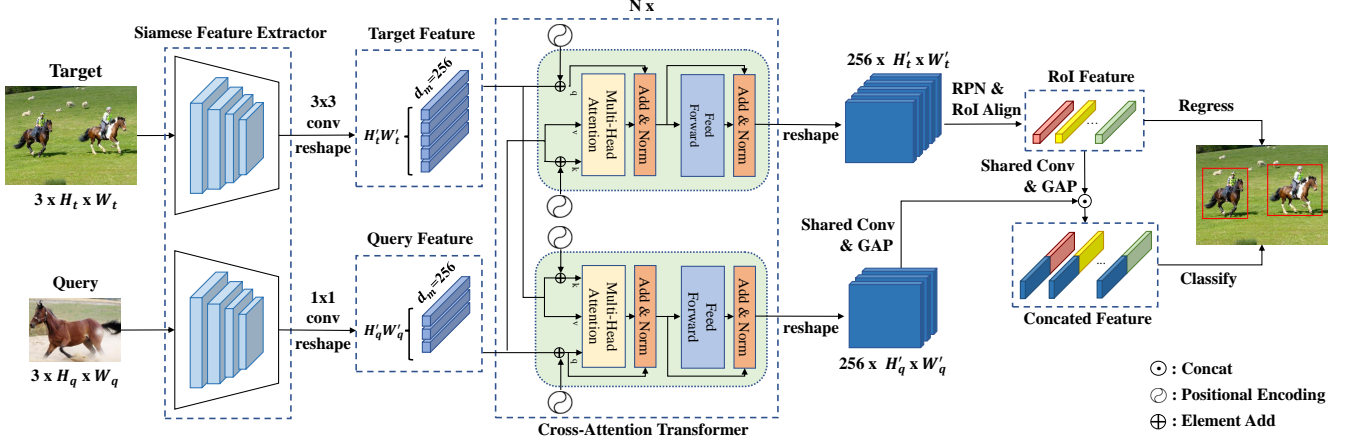 N x
Siamese Feature Extractor
Target Feature
Target
3 x H_t x W_t
3x3
conv
reshape
d_m=256
H'_tW'_t
q
v
k
Multi-Head
Attention
Add & Norm
Feed
Forward
Add & Norm
reshape
256 x H'_t x W'_t
RPN &
RoI Align
RoI Feature
...
Regress
Shared Conv
& GAP
Query
3 x H_q x W_q
1x1
conv
reshape
Query Feature
d_m=256
H'_qW'_q
k
v
q
Multi-Head
Attention
Add & Norm
Feed
Forward
Add & Norm
reshape
Shared Conv
& GAP
256 x H'_q x W'_q
...
Concated Feature
Classify
Cross-Attention Transformer
: Concat
: Positional Encoding
: Element Add